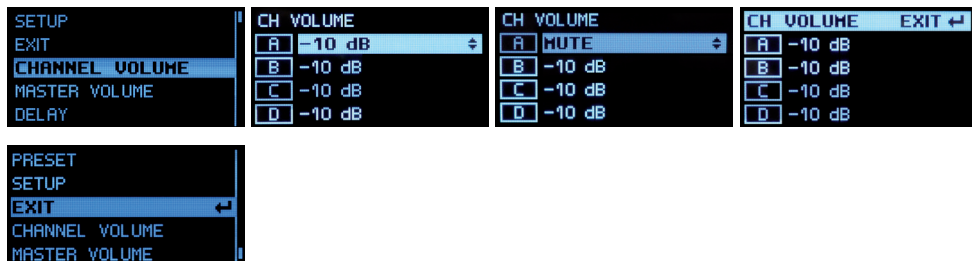 SETUP
EXIT
CHANNEL VOLUME
MASTER VOLUME
DELAY
CH VOLUME
A -10 dB
B -10 dB
C -10 dB
D -10 dB
CH VOLUME
A MUTE
B -10 dB
C -10 dB
D -10 dB
CH VOLUME EXIT
A -10 dB
B -10 dB
C -10 dB
D -10 dB
PRESET
SETUP
EXIT
CHANNEL VOLUME
MASTER VOLUME